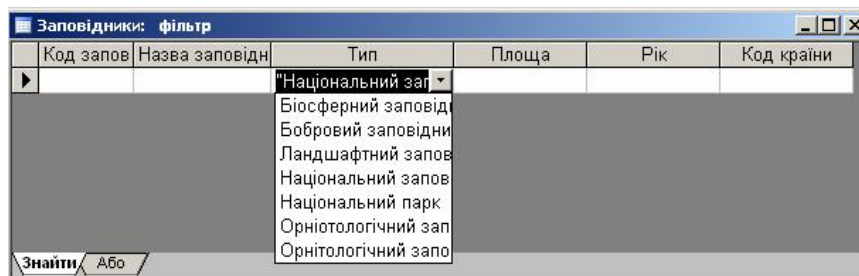 Заповідники: фільтр
Код запов Назва заповідн Тип Площа Рік Код країни
"Національний зап
Біосферний заповіді
Бобровий заповідни
Ландшафтний запов
Національний запов
Національний парк
Орніотологічний зап
Орнітологічний запо
Знайти Або